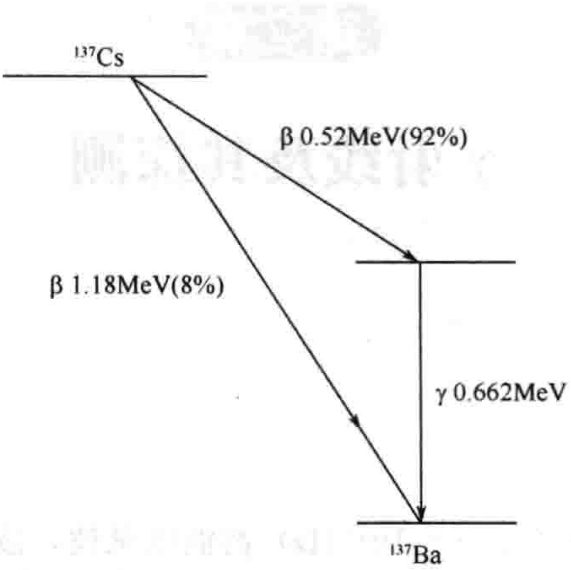 ¹³⁷Cs
β 0.52MeV(92%)
β 1.18MeV(8%)
γ 0.662MeV
¹³⁷Ba